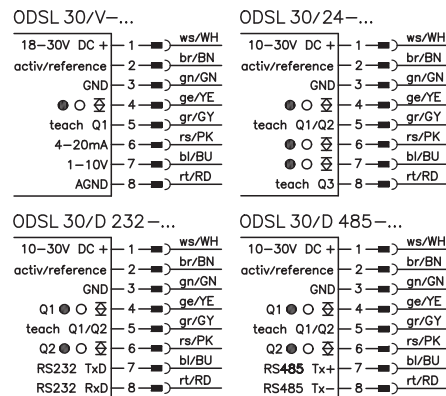 ODSL 30/V-...
18-30V DC + 1 ws/WH
activ/reference 2 br/BN
GND 3 gn/GN
4 ge/YE
teach Q1 5 gr/GY
4-20mA 6 rs/PK
1-10V 7 bl/BU
AGND 8 rt/RD
ODSL 30/24-...
10-30V DC + 1 ws/WH
activ/reference 2 br/BN
GND 3 gn/GN
4 ge/YE
teach Q1/Q2 5 gr/GY
6 rs/PK
7 bl/BU
teach Q3 8 rt/RD
ODSL 30/D 232-...
10-30V DC + 1 ws/WH
activ/reference 2 br/BN
GND 3 gn/GN
Q1 4 ge/YE
teach Q1/Q2 5 gr/GY
Q2 6 rs/PK
RS232 TxD 7 bl/BU
RS232 RxD 8 rt/RD
ODSL 30/D 485-...
10-30V DC + 1 ws/WH
activ/reference 2 br/BN
GND 3 gn/GN
Q1 4 ge/YE
teach Q1/Q2 5 gr/GY
Q2 6 rs/PK
RS485 Tx+ 7 bl/BU
RS485 Tx- 8 rt/RD